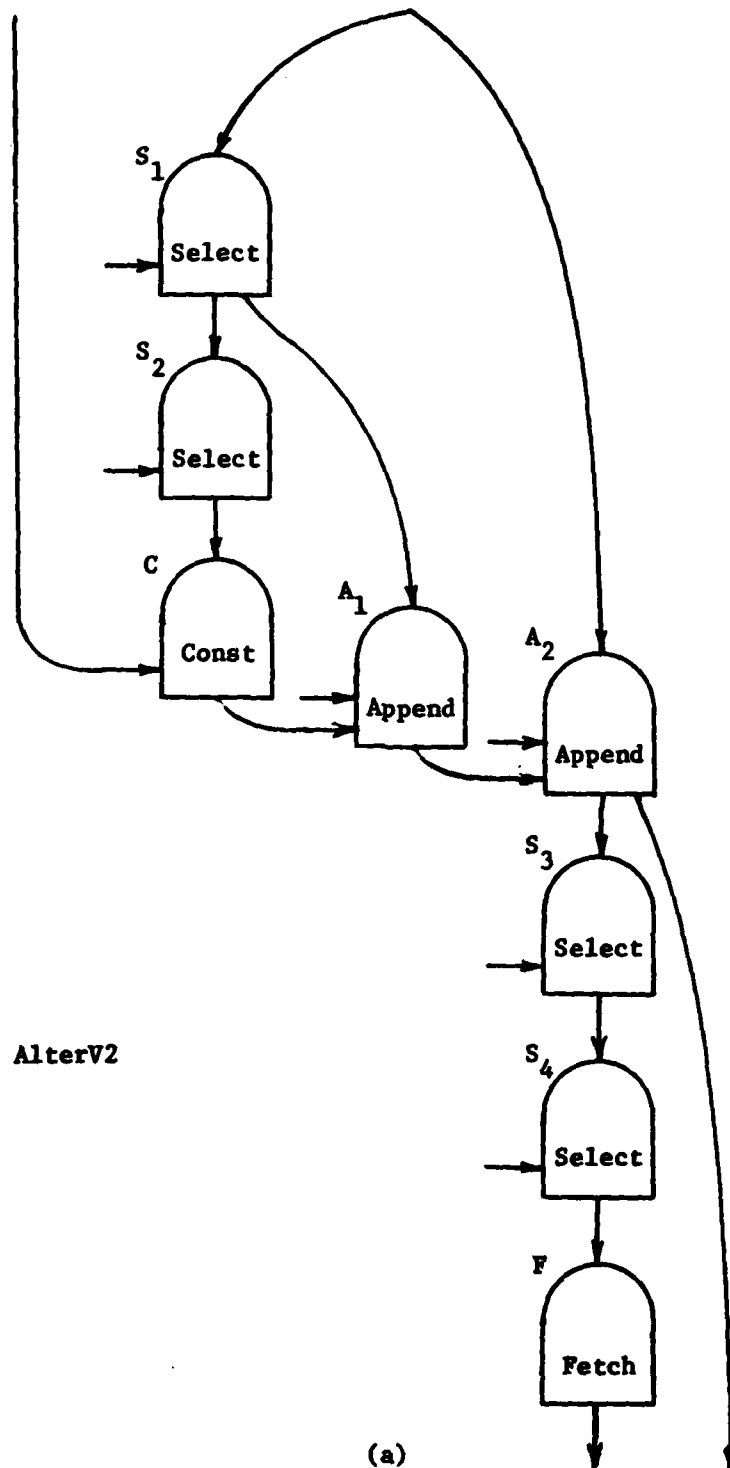 S1
Select
S2
Select
C
Const
A1
Append
A2
Append
S3
Select
AlterV2
S4
Select
F
Fetch
(a)